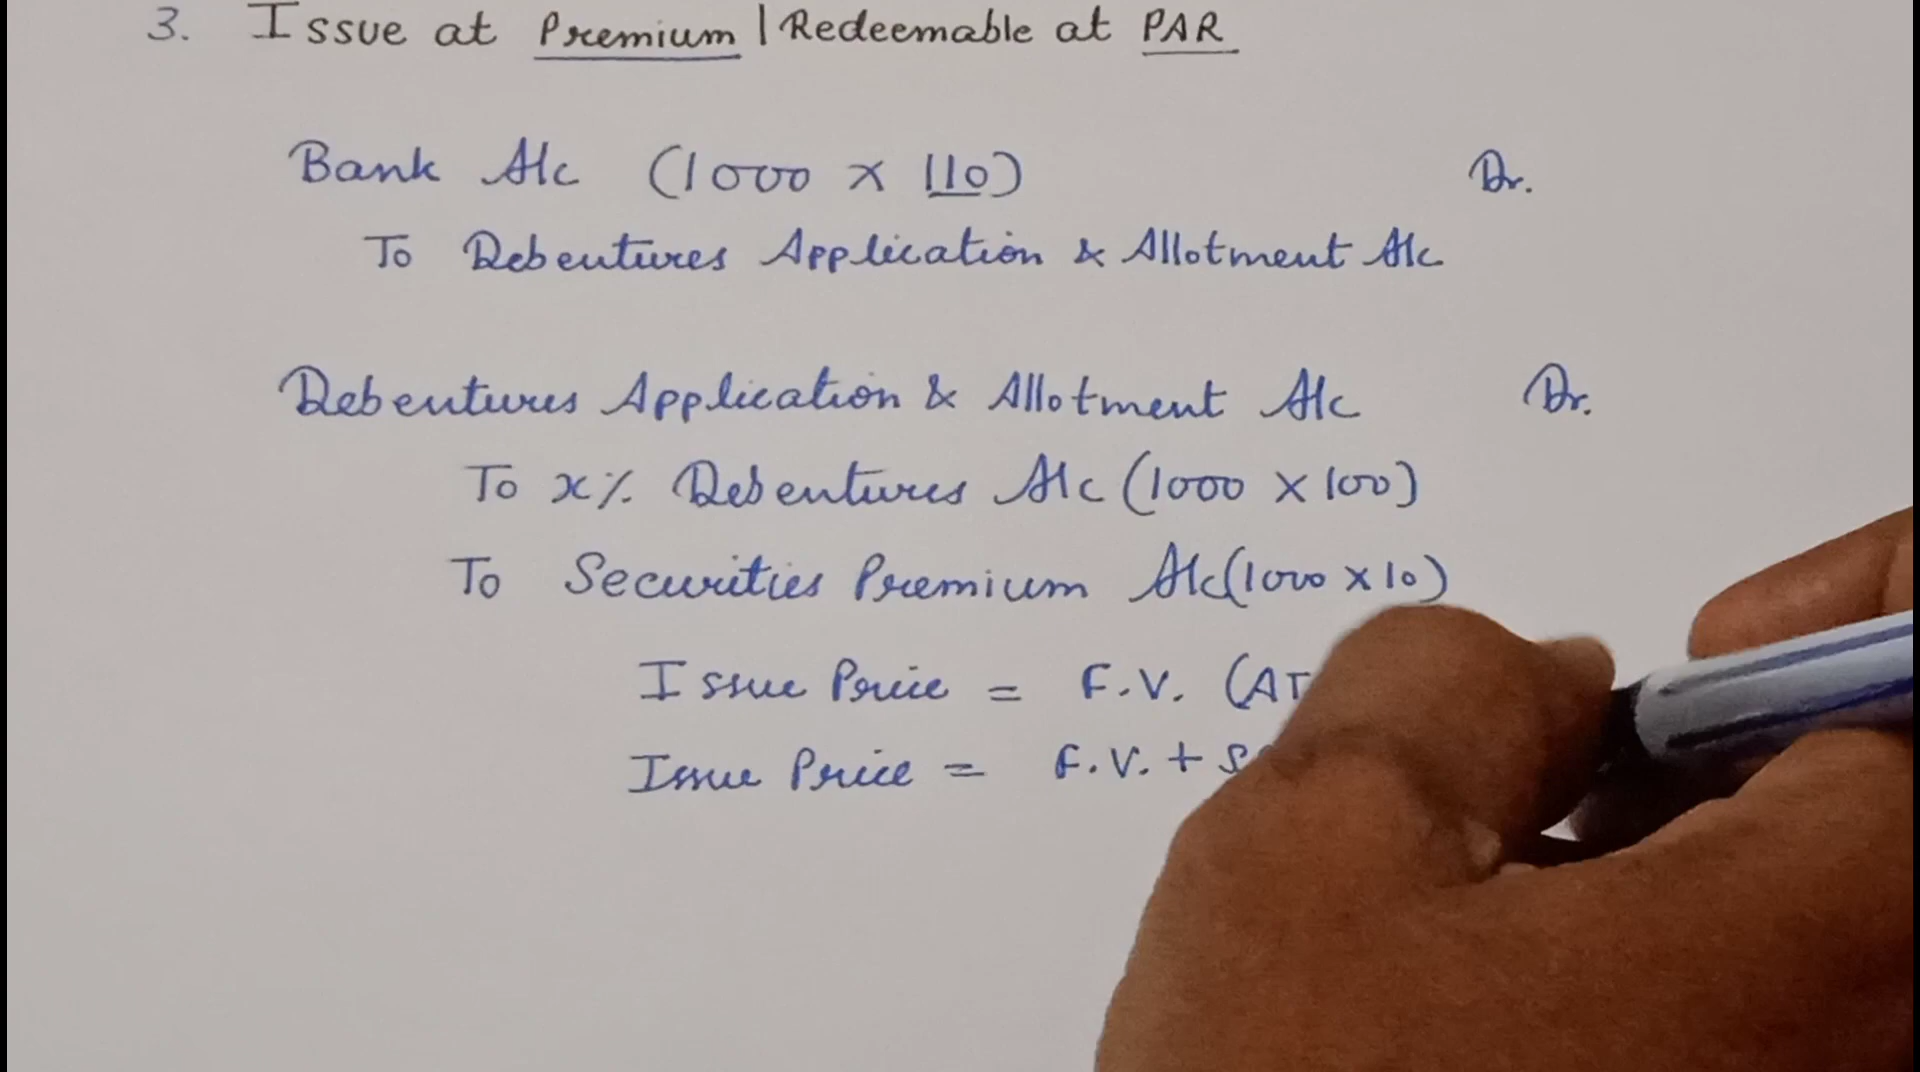 3. Issue at Premium | Redeemable at PAR
Bank A/c (1000 x 110) Dr.
To Debentures Application & Allotment A/c
Debentures Application & Allotment A/c Dr.
To x% Debentures A/c (1000 x 100)
To Securities Premium A/c (1000 x 10)
Issue Price = F.V. (AT
Issue Price = F.V. +